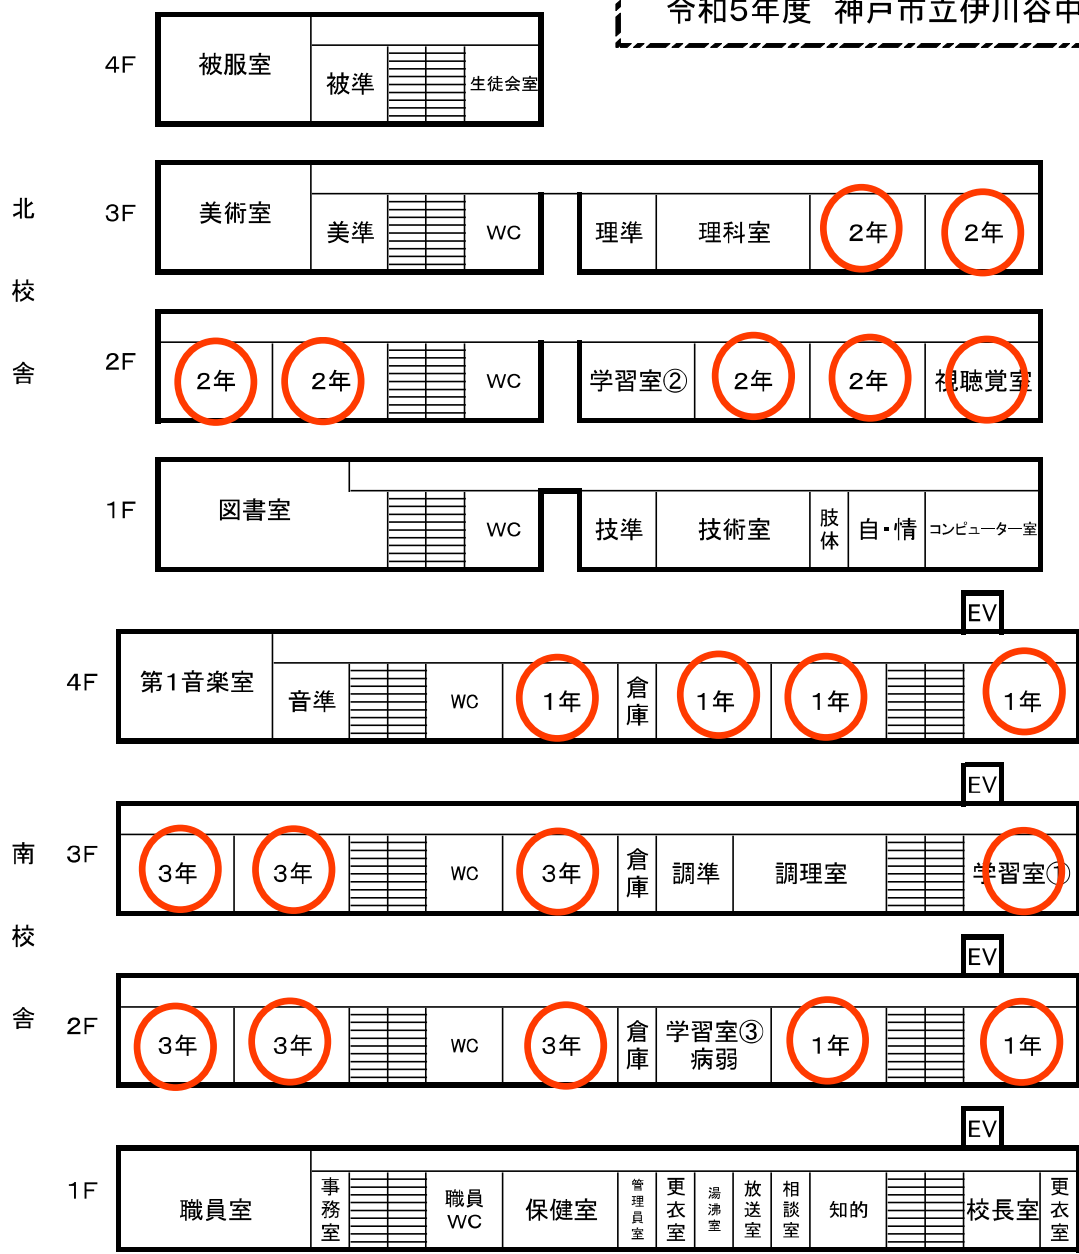 令和５年度　神戸市立伊川谷中
4F
被服室
被準
生徒会室
北校舎
3F
美術室
美準
WC
理準
理科室
2年
2年
2F
2年
2年
WC
学習室②
2年
2年
視聴覚室
1F
図書室
WC
技準
技術室
肢体
自・情
コンピューター室
EV
4F
第1音楽室
音準
WC
1年
倉庫
1年
1年
1年
EV
南校舎
3F
3年
3年
WC
3年
倉庫
調準
調理室
学習室①
EV
2F
3年
3年
WC
3年
倉庫
学習室③
病弱
1年
1年
EV
1F
職員室
事務室
職員
WC
保健室
管理員室
更衣室
湯沸室
放送室
相談室
知的
校長室
更衣室